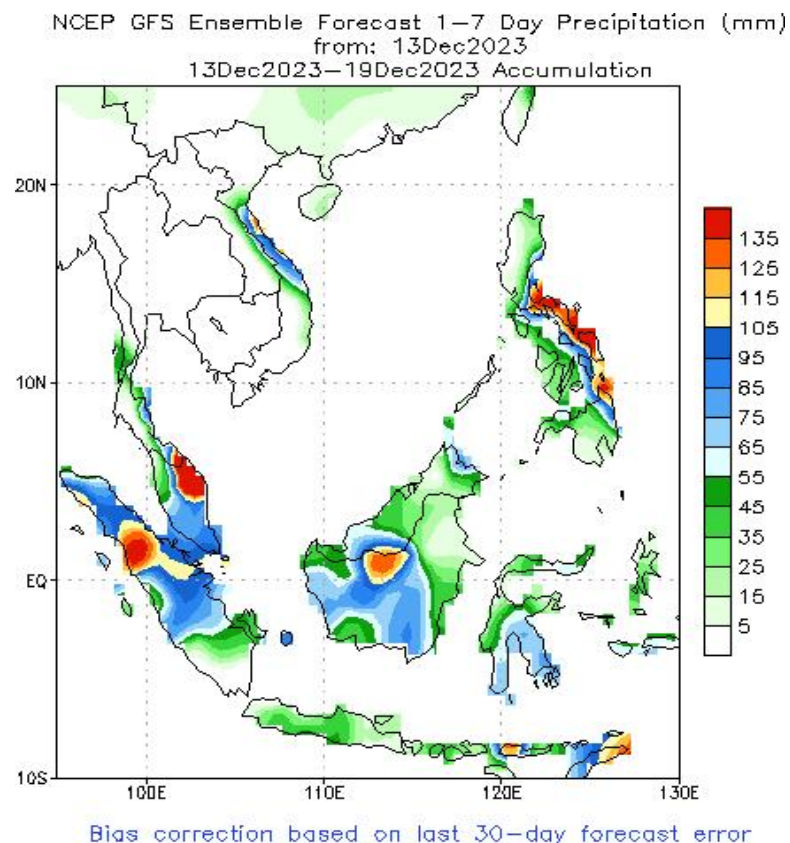 NCEP GFS Ensemble Forecast 1-7 Day Precipitation (mm)
from: 13Dec2023
13Dec2023-19Dec2023 Accumulation
20N
10N
EQ
10S
100E
110E
120E
130E
135
125
115
105
95
85
75
65
55
45
35
25
15
5
Bias correction based on last 30-day forecast error